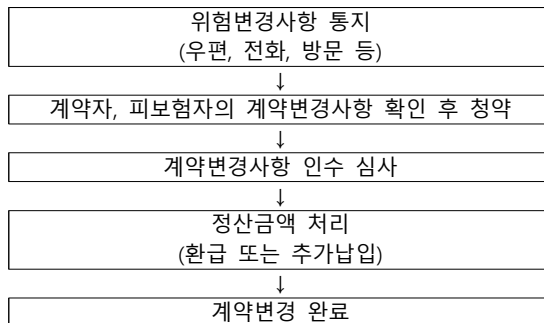 위험변경사항 통지
(우편, 전화, 방문 등)
↓
계약자, 피보험자의 계약변경사항 확인 후 청약
↓
계약변경사항 인수 심사
↓
정산금액 처리
(환급 또는 추가납입)
↓
계약변경 완료